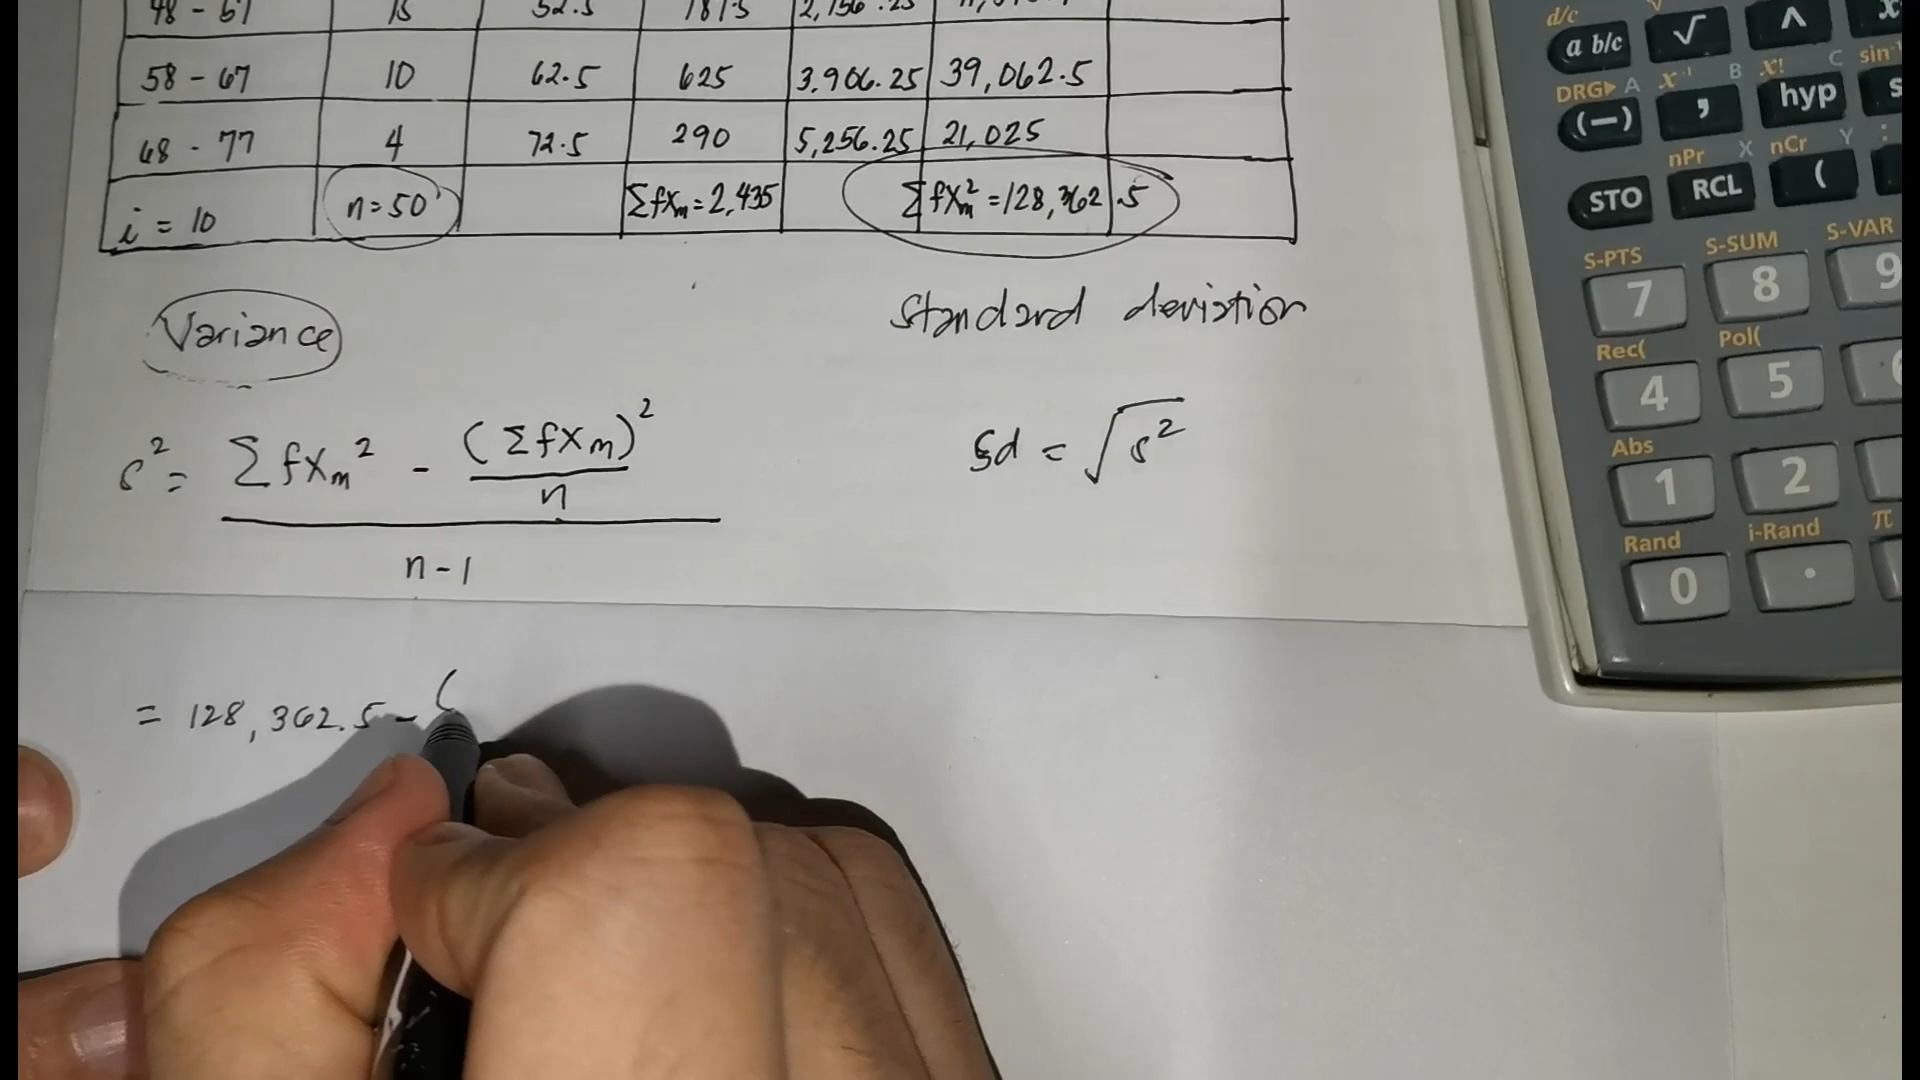 58 - 67 10 62.5 625 3,906.25 39,062.5
68 - 77 4 72.5 290 5,256.25 21,025
i = 10 n=50 Σfxₘ=2,435 Σfxₘ²=128,362.5
Variance Standard deviation
s² = Σfxₘ² - (Σfxₘ)²
n
n-1
Sd = √s²
= 128,362.5 - (
d/c
a b/c √ ^
DRG▶ A x⁻¹ B x! C sin⁻¹
(−) , hyp
nPr X nCr Y :
STO RCL (
S-PTS S-SUM S-VAR
7 8 9
Rec( Pol(
4 5
Abs
1 2
Rand i-Rand π
0 .